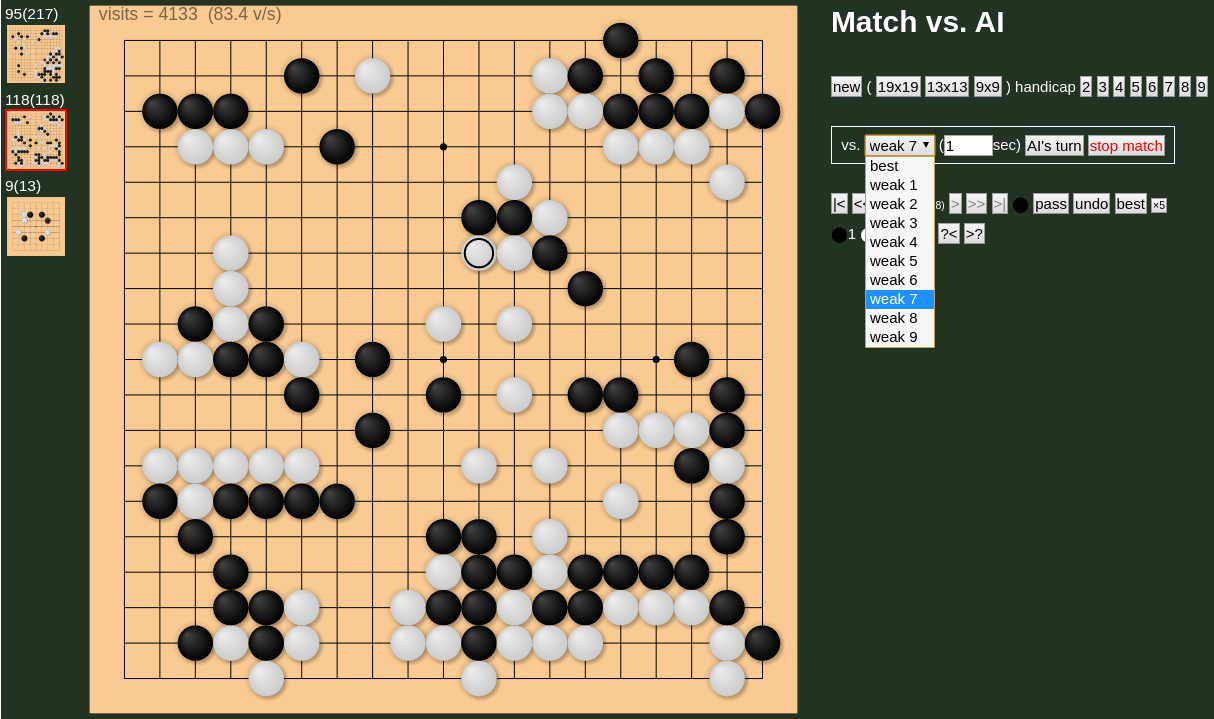 95(217)
118(118)
9(13)
visits = 4133 (83.4 v/s)
Match vs. AI
new ( 19x19 13x13 9x9 ) handicap 2 3 4 5 6 7 8 9
vs. weak 7 ▼ (1 sec) AI's turn stop match
best
weak 1
weak 2
weak 3
weak 4
weak 5
weak 6
weak 7
weak 8
weak 9
|< 8) > >> >| pass undo best ×5
1 ?< >?